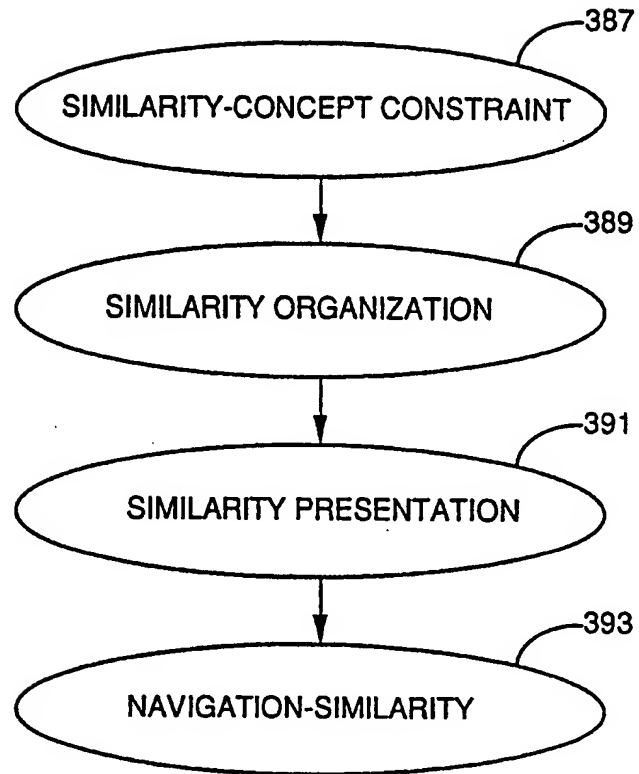 387
SIMILARITY-CONCEPT CONSTRAINT
389
SIMILARITY ORGANIZATION
391
SIMILARITY PRESENTATION
393
NAVIGATION-SIMILARITY